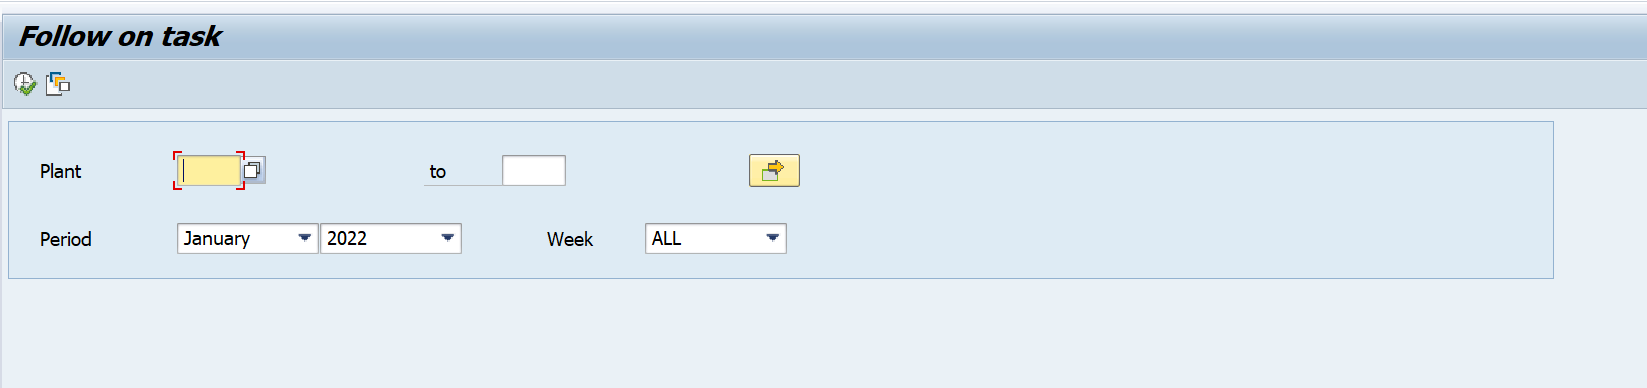 Follow on task
Plant to
Period January 2022 Week ALL